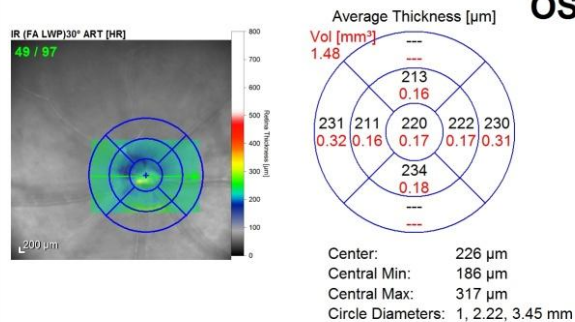 OS
IR (FA LWP)30° ART [HR]
49 / 97
200 µm
800
700
600
500
400
300
200
100
0
Retina Thickness [µm]
Average Thickness [µm]
Vol [mm³]
1.48
---
---
213
0.16
231 211 220 222 230
0.32 0.16 0.17 0.17 0.31
234
0.18
---
---
Center: 226 µm
Central Min: 186 µm
Central Max: 317 µm
Circle Diameters: 1, 2.22, 3.45 mm